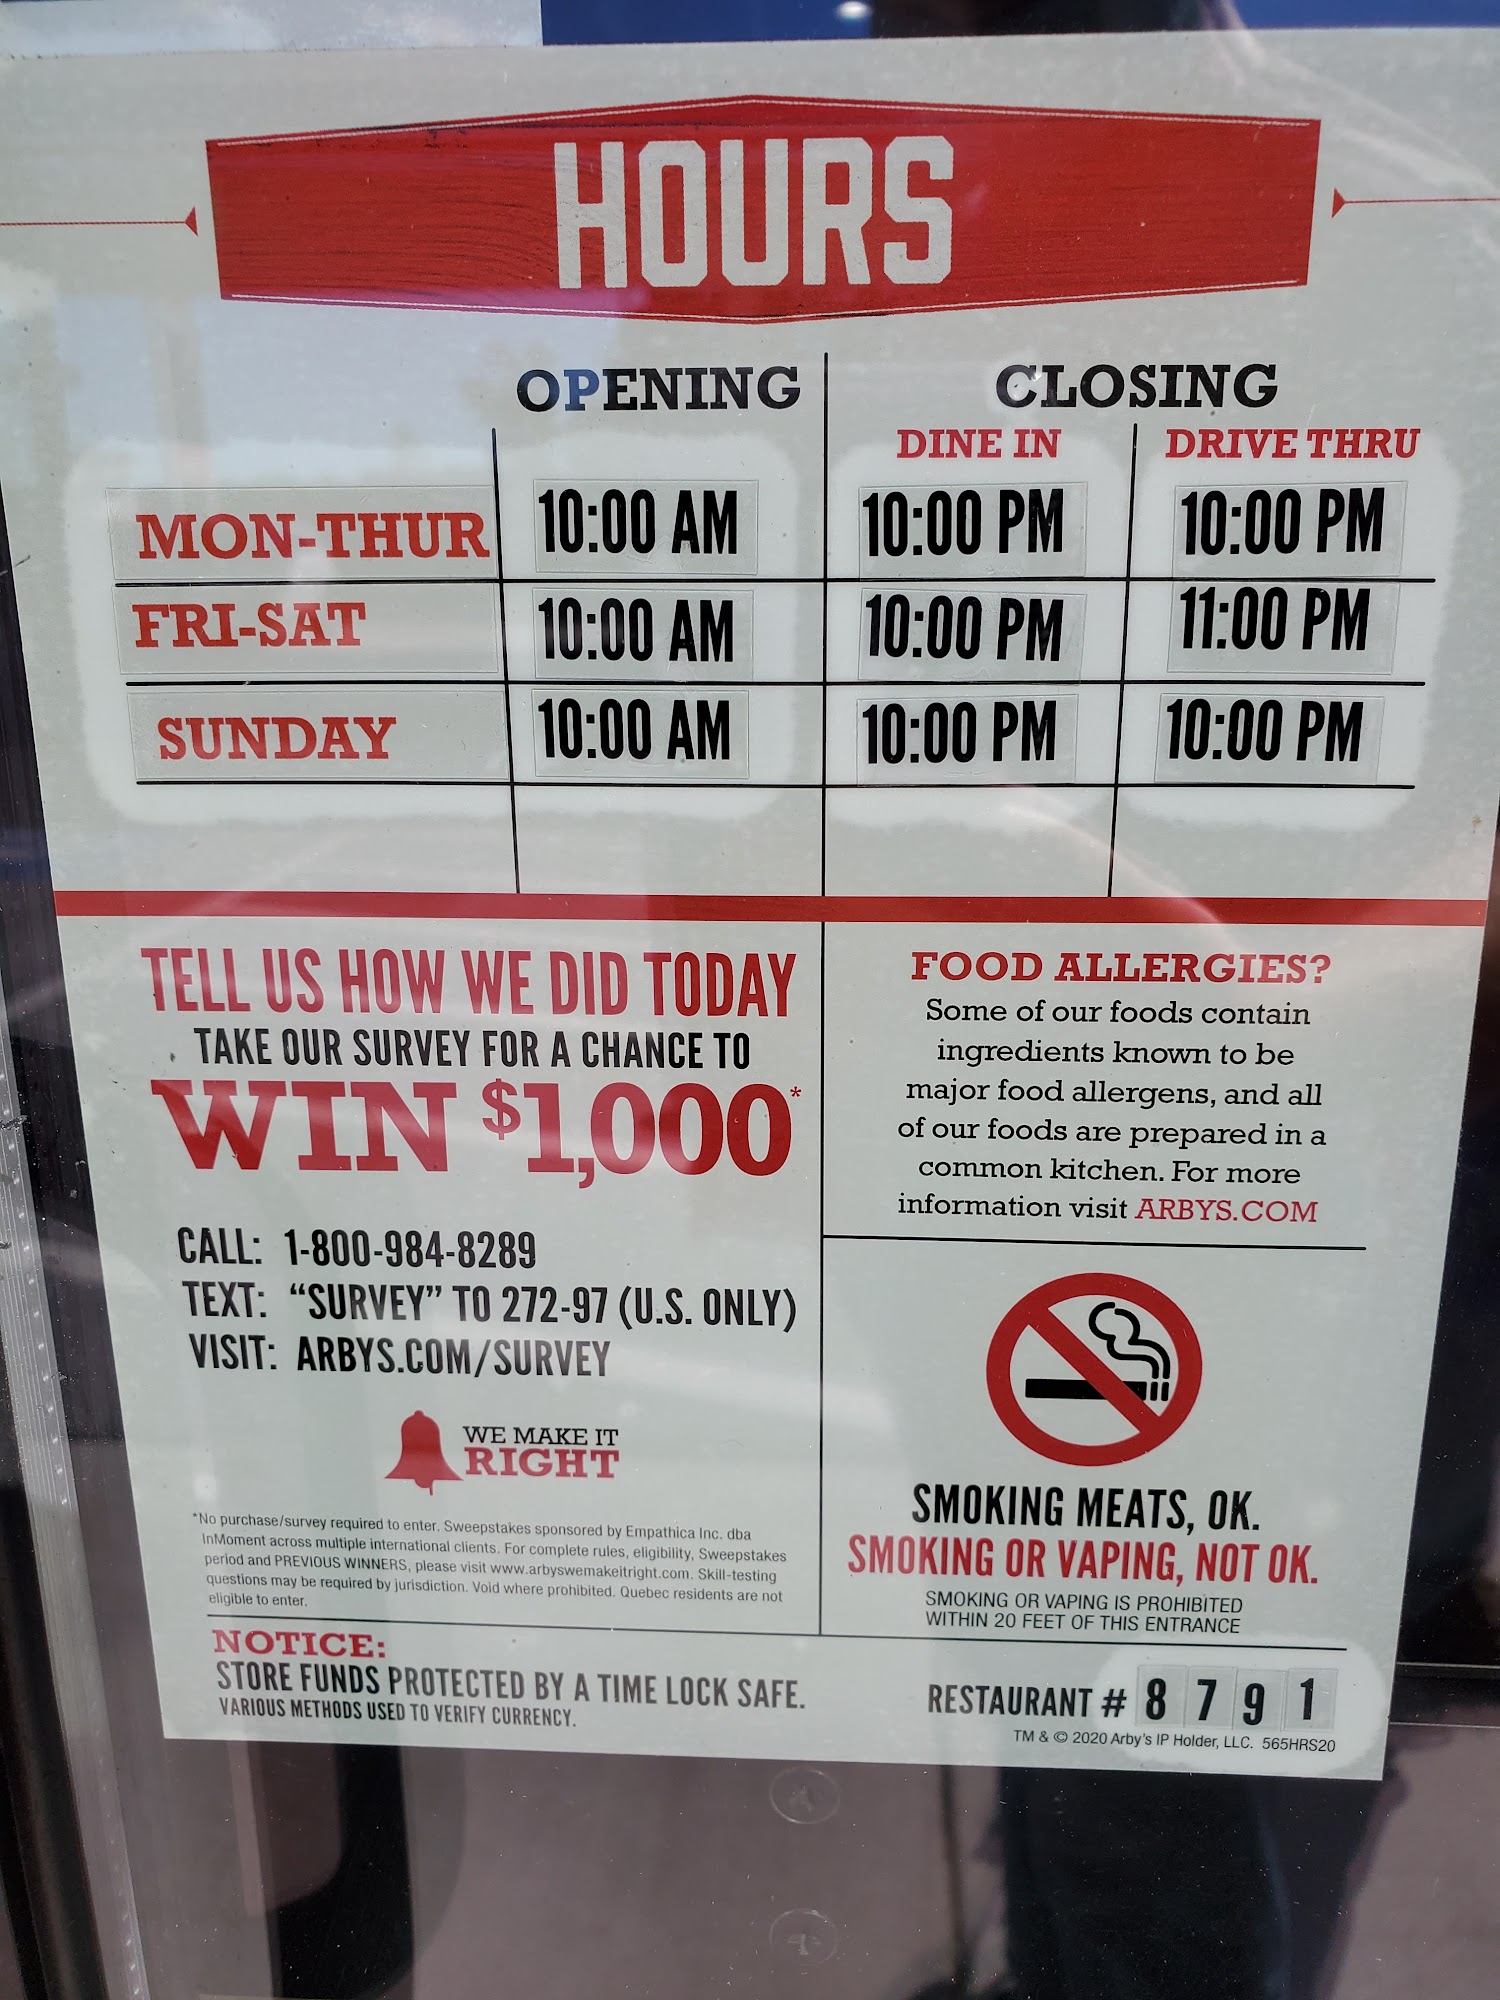 HOURS
OPENING CLOSING
DINE IN DRIVE THRU
MON-THUR 10:00 AM 10:00 PM 10:00 PM
FRI-SAT 10:00 AM 10:00 PM 11:00 PM
SUNDAY 10:00 AM 10:00 PM 10:00 PM
TELL US HOW WE DID TODAY
TAKE OUR SURVEY FOR A CHANCE TO
WIN $1,000*
CALL: 1-800-984-8289
TEXT: “SURVEY” TO 272-97 (U.S. ONLY)
VISIT: ARBYS.COM/SURVEY
WE MAKE IT
RIGHT
*No purchase/survey required to enter. Sweepstakes sponsored by Empathica Inc. dba
InMoment across multiple international clients. For complete rules, eligibility, Sweepstakes
period and PREVIOUS WINNERS, please visit www.arbyswemakeitright.com. Skill-testing
questions may be required by jurisdiction. Void where prohibited. Quebec residents are not
eligible to enter.
FOOD ALLERGIES?
Some of our foods contain
ingredients known to be
major food allergens, and all
of our foods are prepared in a
common kitchen. For more
information visit ARBYS.COM
SMOKING MEATS, OK.
SMOKING OR VAPING, NOT OK.
SMOKING OR VAPING IS PROHIBITED
WITHIN 20 FEET OF THIS ENTRANCE
NOTICE:
STORE FUNDS PROTECTED BY A TIME LOCK SAFE.
VARIOUS METHODS USED TO VERIFY CURRENCY.
RESTAURANT # 8 7 9 1
TM & © 2020 Arby's IP Holder, LLC. 565HRS20